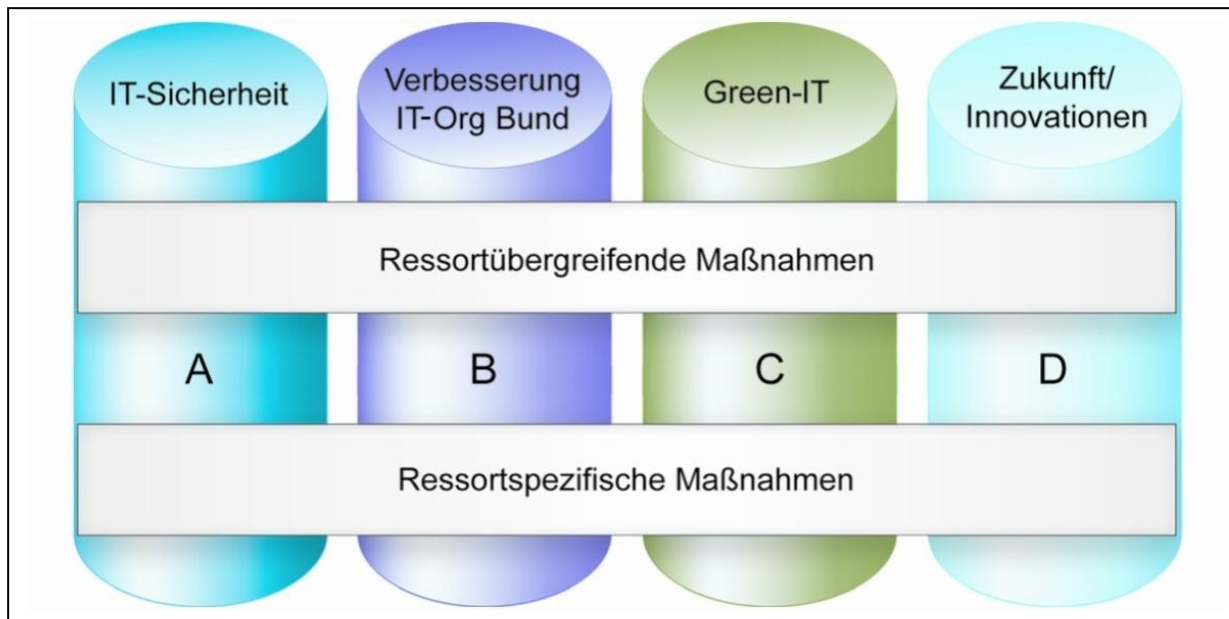 IT-Sicherheit
Verbesserung
IT-Org Bund
Green-IT
Zukunft/
Innovationen
Ressortübergreifende Maßnahmen
A
B
C
D
Ressortspezifische Maßnahmen